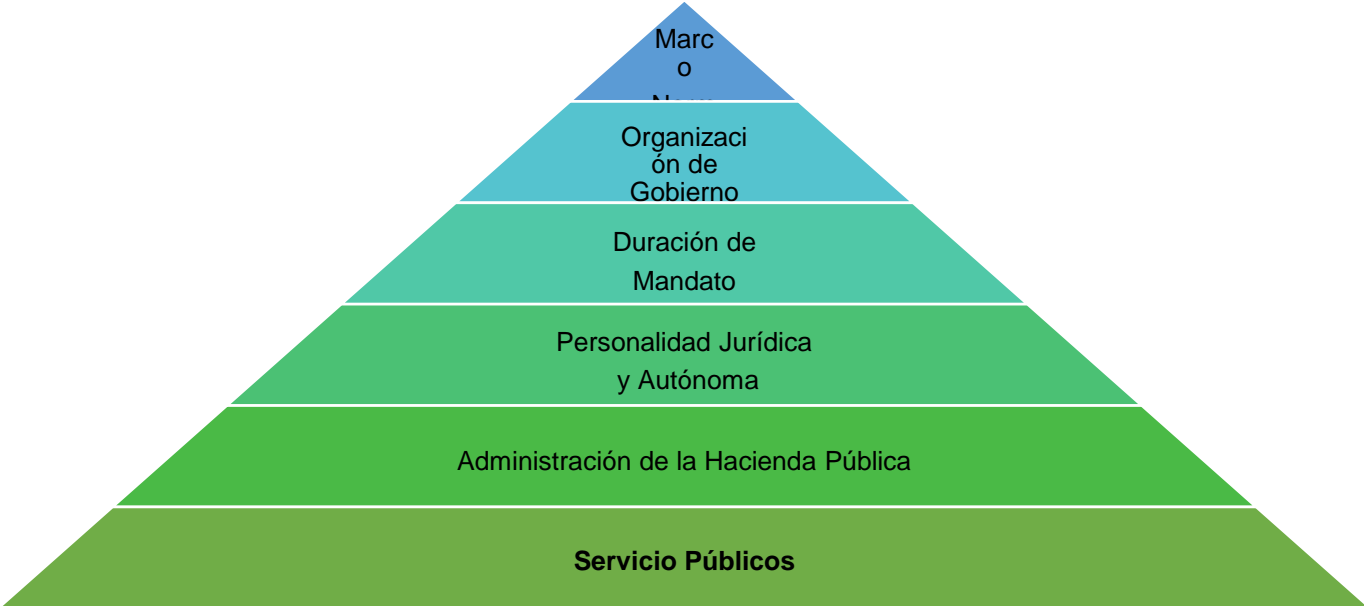 Marc
o
Organizaci
ón de
Gobierno
Duración de
Mandato
Personalidad Jurídica
y Autónoma
Administración de la Hacienda Pública
Servicio Públicos